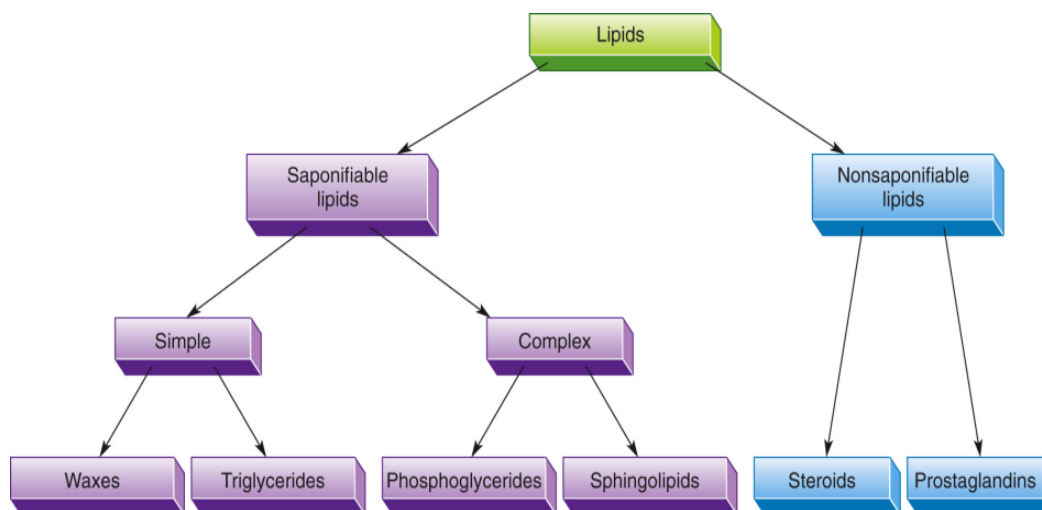 Lipids
Saponifiable
lipids
Nonsaponifiable
lipids
Simple
Complex
Waxes
Triglycerides
Phosphoglycerides
Sphingolipids
Steroids
Prostaglandins